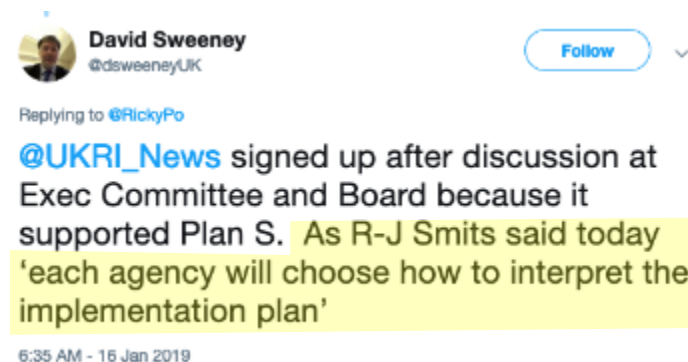 David Sweeney
@dsweeneyUK
Follow
Replying to @RickyPo
@UKRI_News signed up after discussion at
Exec Committee and Board because it
supported Plan S. As R-J Smits said today
‘each agency will choose how to interpret the
implementation plan’
6:35 AM - 16 Jan 2019